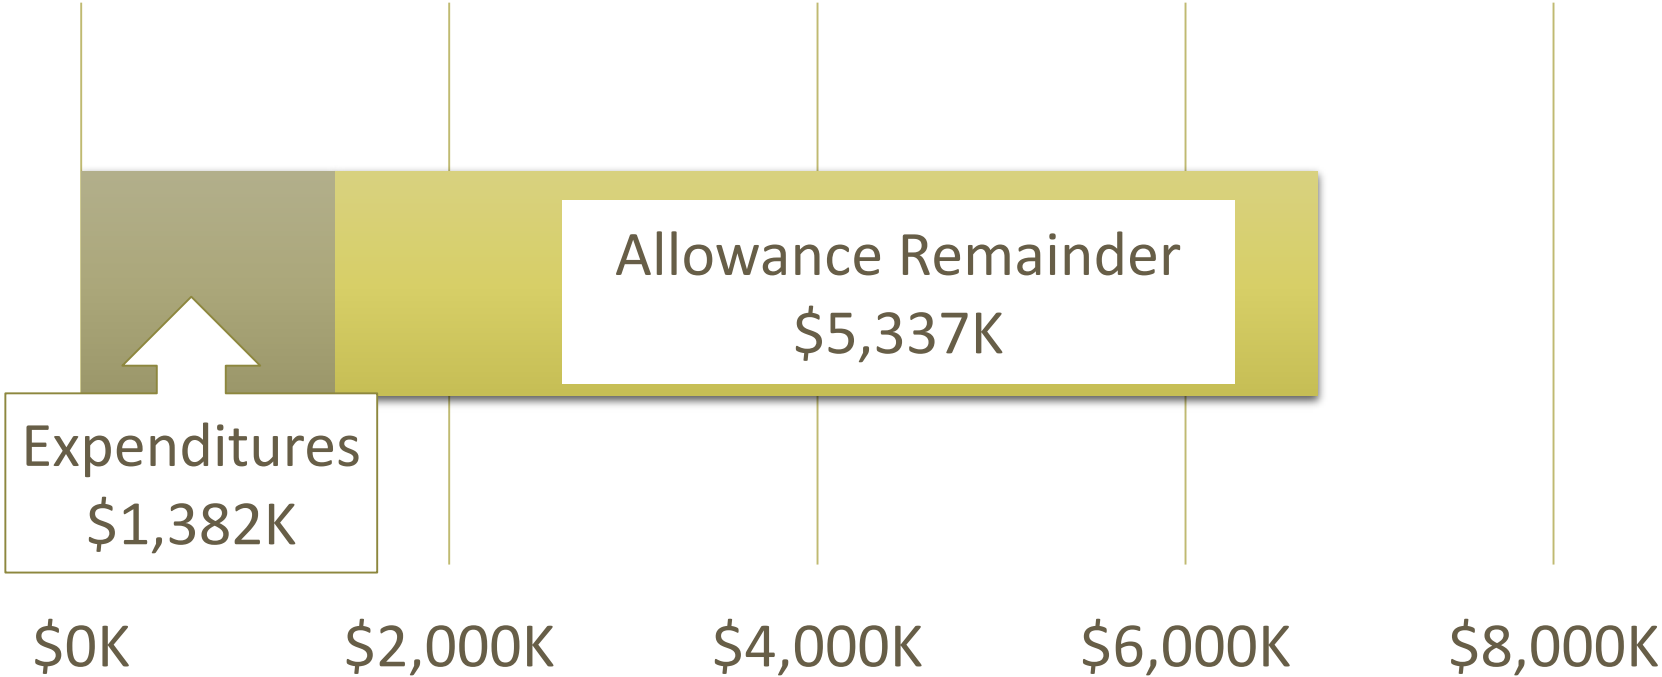 Allowance Remainder
$5,337K
Expenditures
$1,382K
$0K $2,000K $4,000K $6,000K $8,000K